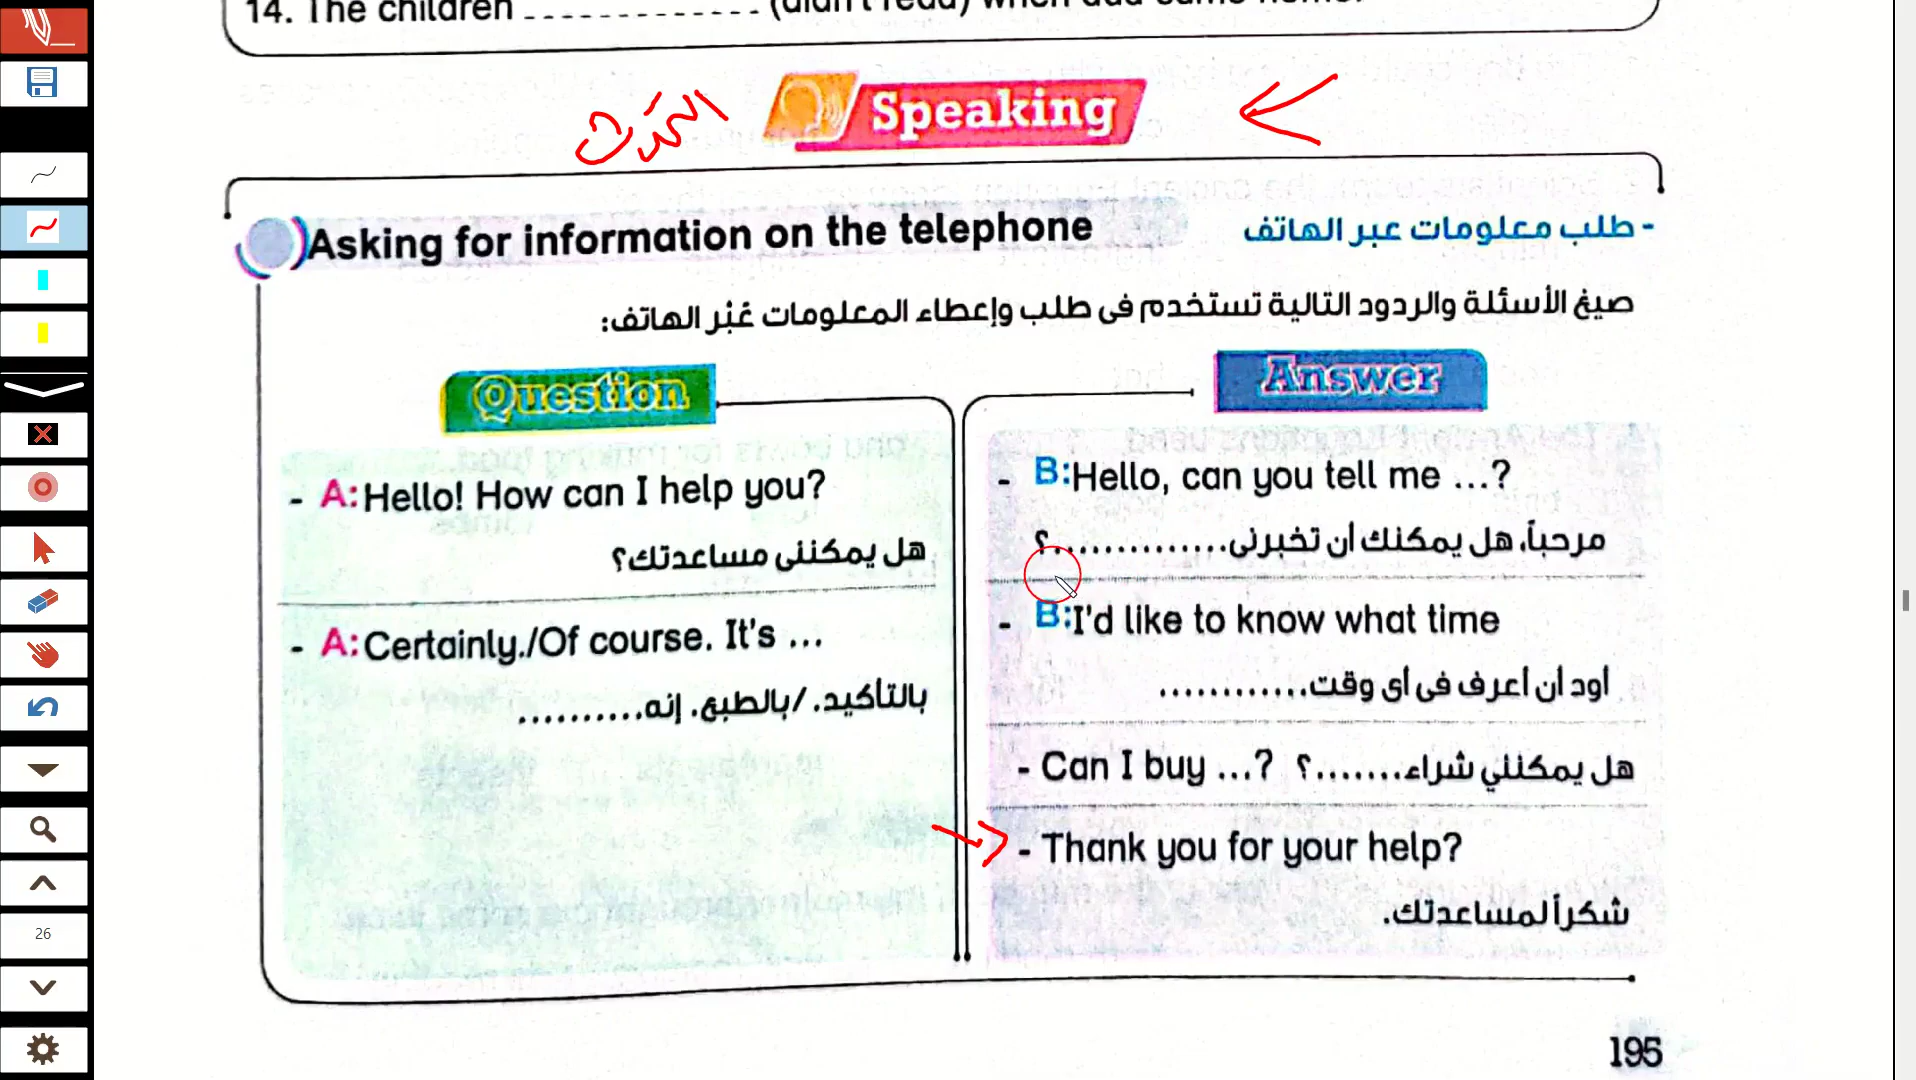 14. The children ............. (didn't read) when dad came home.
Speaking
Asking for information on the telephone
- طلب معلومات عبر الهاتف
صيغ الأسئلة والردود التالية تستخدم فى طلب وإعطاء المعلومات عَبْر الهاتف:
Question
- A: Hello! How can I help you?
هل يمكننى مساعدتك؟
- A: Certainly./Of course. It's ...
بالتأكيد. /بالطبع. إنه..........
Answer
- B: Hello, can you tell me ...?
مرحباً، هل يمكنك أن تخبرنى...............؟
- B: I'd like to know what time
أود أن أعرف فى أى وقت............
- Can I buy ...? هل يمكنني شراء.......؟
- Thank you for your help?
شكراً لمساعدتك.
195
26